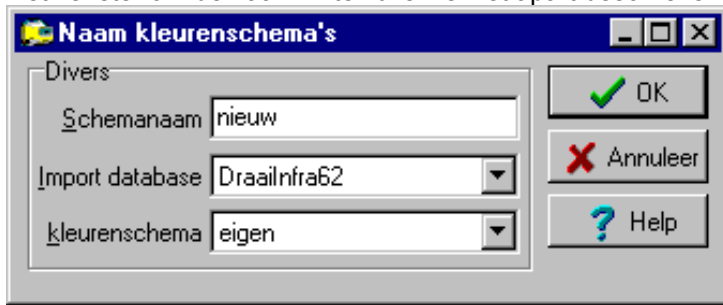 Naam kleurenschema's
Divers
Schemanaam nieuw
Import database DraaiInfra62
kleurenschema eigen
OK
Annuleer
Help